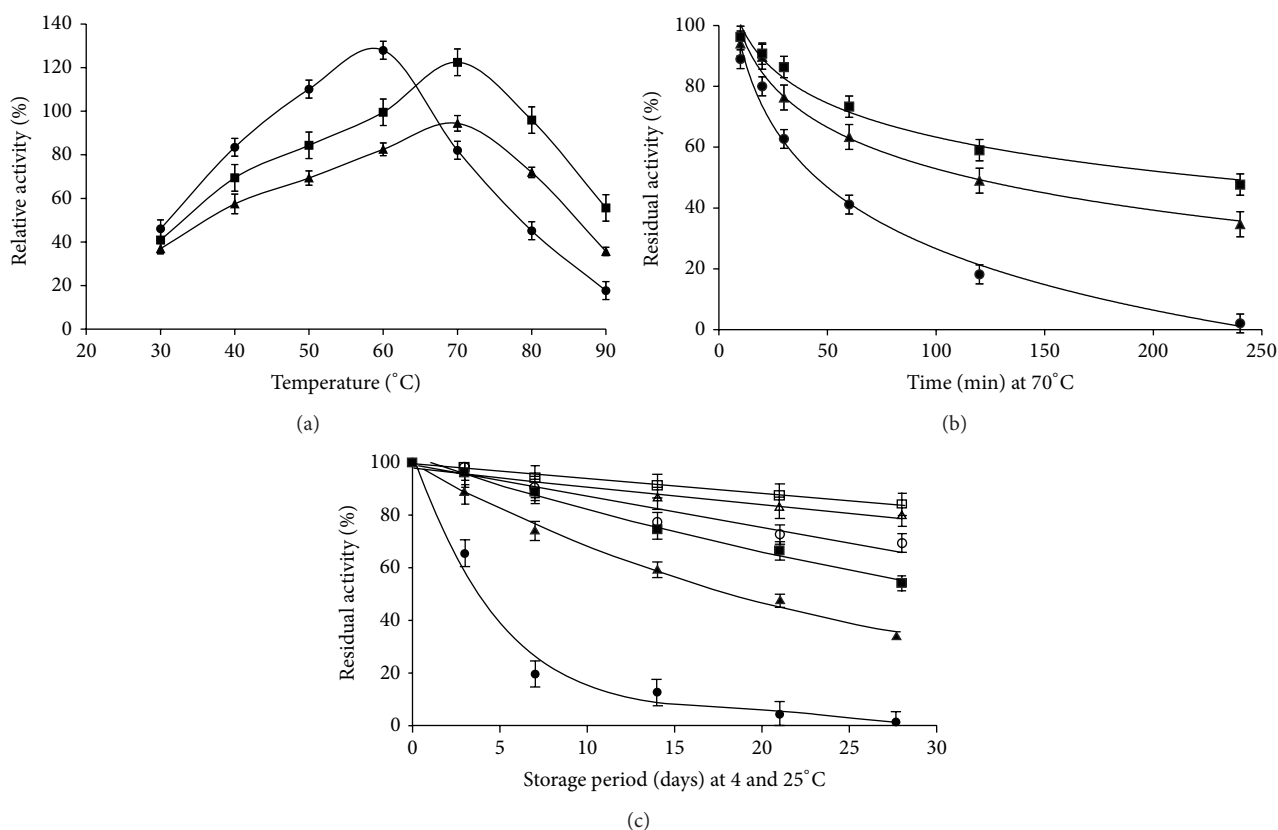 140
120
100
80
60
40
20
0
20 30 40 50 60 70 80 90
Relative activity (%)
Temperature (˚C)
(a)
100
80
60
40
20
0
0 50 100 150 200 250
Residual activity (%)
Time (min) at 70˚C
(b)
100
80
60
40
20
0
0 5 10 15 20 25 30
Residual activity (%)
Storage period (days) at 4 and 25˚C
(c)